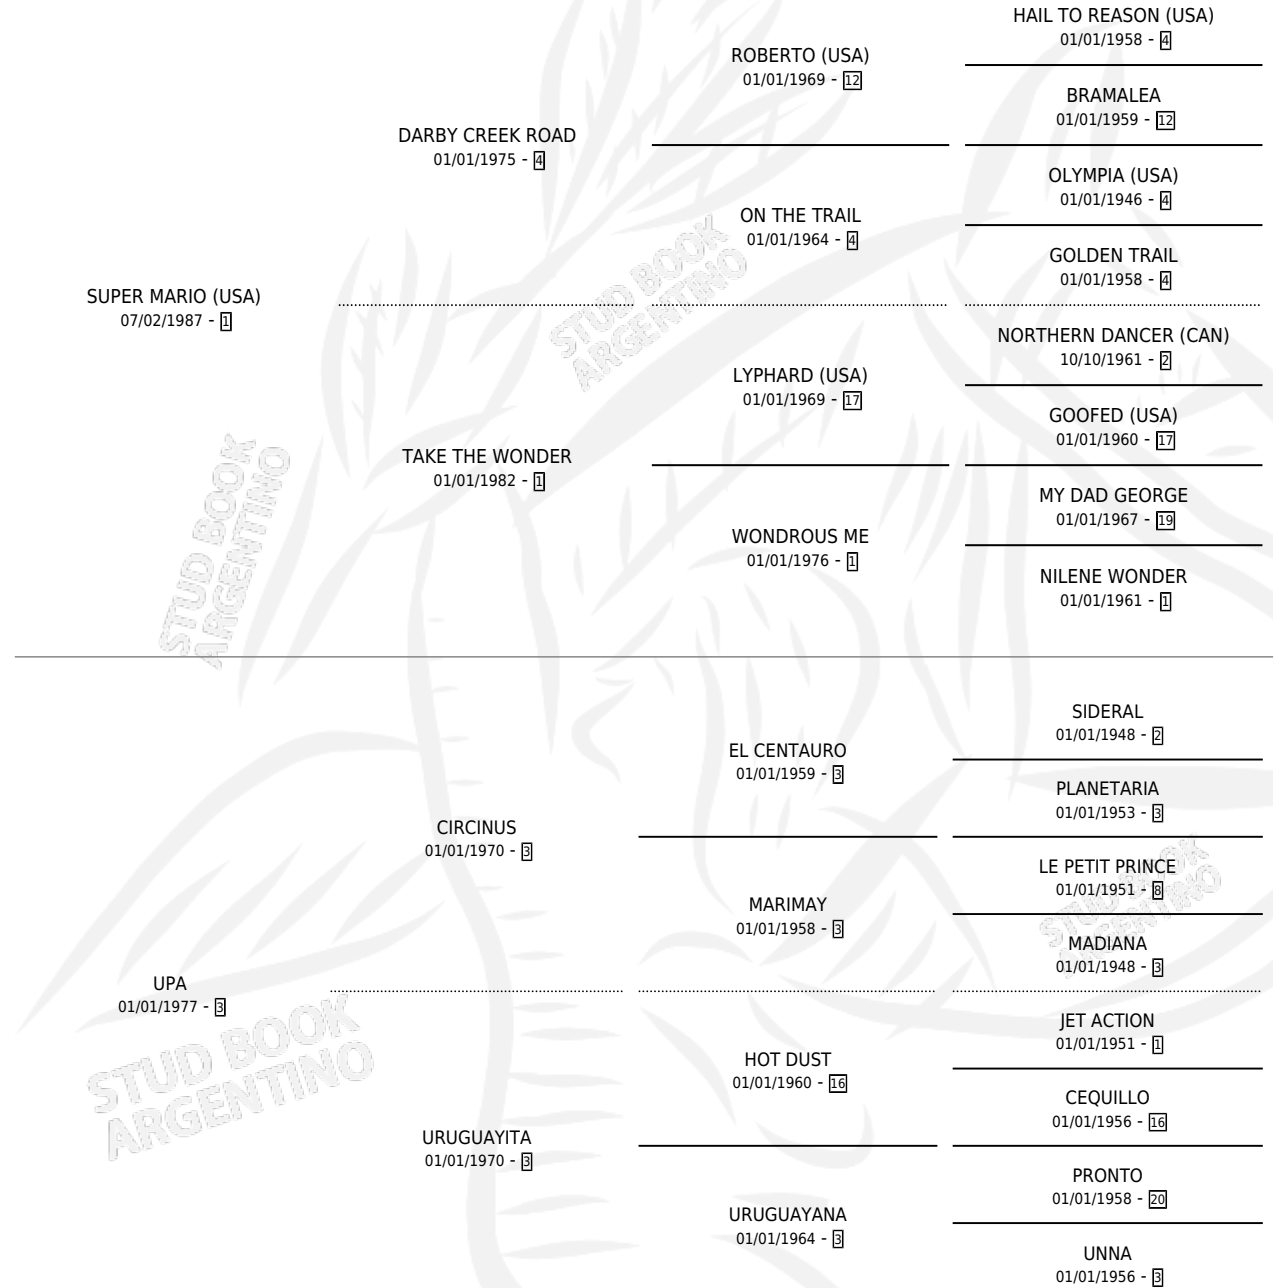 HAIL TO REASON (USA)
01/01/1958 - 4
ROBERTO (USA)
01/01/1969 - 12
BRAMALEA
01/01/1959 - 12
DARBY CREEK ROAD
01/01/1975 - 4
OLYMPIA (USA)
01/01/1946 - 4
ON THE TRAIL
01/01/1964 - 4
GOLDEN TRAIL
01/01/1958 - 4
SUPER MARIO (USA)
07/02/1987 - 1
NORTHERN DANCER (CAN)
10/10/1961 - 2
LYPHARD (USA)
01/01/1969 - 17
GOOFED (USA)
01/01/1960 - 17
TAKE THE WONDER
01/01/1982 - 1
MY DAD GEORGE
01/01/1967 - 19
WONDROUS ME
01/01/1976 - 1
NILENE WONDER
01/01/1961 - 1
SIDERAL
01/01/1948 - 2
EL CENTAURO
01/01/1959 - 3
PLANETARIA
01/01/1953 - 3
CIRCINUS
01/01/1970 - 3
LE PETIT PRINCE
01/01/1951 - 8
MARIMAY
01/01/1958 - 3
MADIANA
01/01/1948 - 3
UPA
01/01/1977 - 3
JET ACTION
01/01/1951 - 1
HOT DUST
01/01/1960 - 16
CEQUILLO
01/01/1956 - 16
URUGUAYITA
01/01/1970 - 3
PRONTO
01/01/1958 - 20
URUGUAYANA
01/01/1964 - 3
UNNA
01/01/1956 - 3
STUD BOOK
ARGENTINO
STUD BOOK
ARGENTINO
STUD BOOK
ARGENTINO
STUD BOOK
ARGENTINO